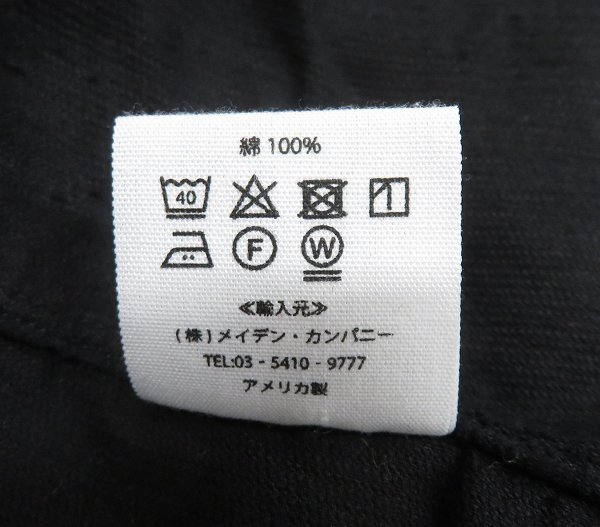 綿 100%
40
F W
≪輸入元≫
(株)メイデン・カンパニー
TEL:03 - 5410 - 9777
アメリカ製